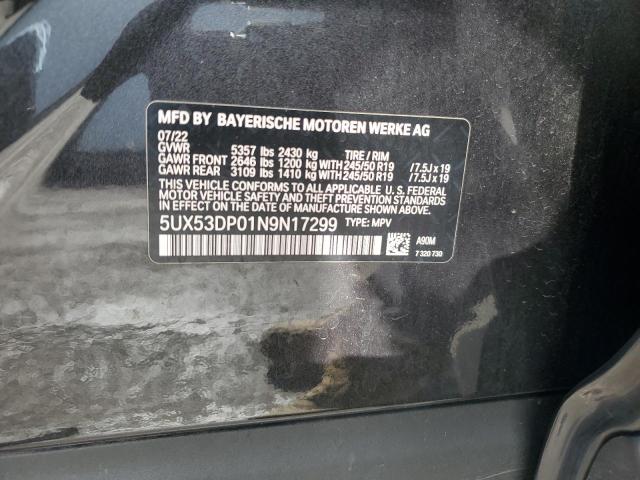 MFD BY BAYERISCHE MOTOREN WERKE AG
07/22
GVWR 5357 lbs 2430 kg TIRE / RIM
GAWR FRONT 2646 lbs 1200 kg WITH 245/50 R19 /7.5J x 19
GAWR REAR 3109 lbs 1410 kg WITH 245/50 R19 /7.5J x 19
THIS VEHICLE CONFORMS TO ALL APPLICABLE U. S. FEDERAL
MOTOR VEHICLE SAFETY STANDARDS IN EFFECT
ON THE DATE OF MANUFACTURE SHOWN ABOVE.
5UX53DP01N9N17299 TYPE: MPV
A90M
7 320 730